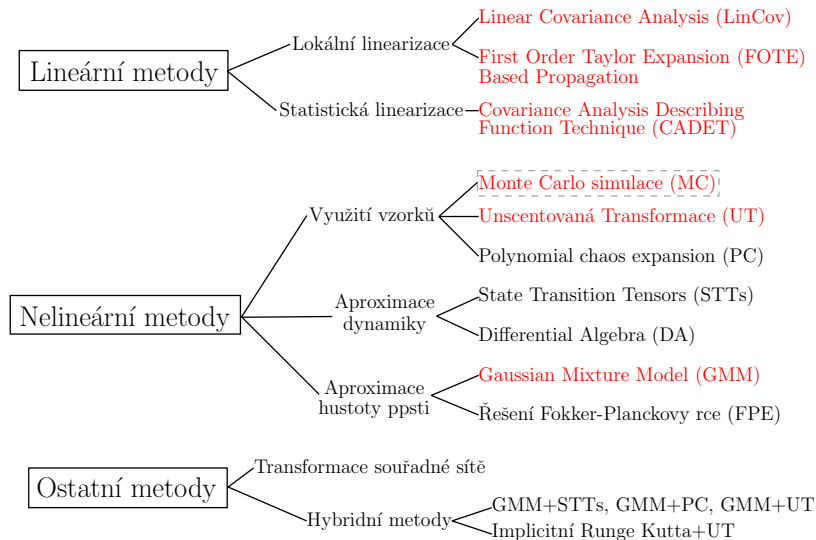 Lineární metody
Lokální linearizace
Linear Covariance Analysis (LinCov)
First Order Taylor Expansion (FOTE)
Based Propagation
Statistická linearizace
Covariance Analysis Describing
Function Technique (CADET)
Nelineární metody
Využití vzorků
Monte Carlo simulace (MC)
Unscentovaná Transformace (UT)
Polynomial chaos expansion (PC)
Aproximace
dynamiky
State Transition Tensors (STTs)
Differential Algebra (DA)
Aproximace
hustoty ppsti
Gaussian Mixture Model (GMM)
Řešení Fokker-Planckovy rce (FPE)
Ostatní metody
Transformace souřadné sítě
Hybridní metody
GMM+STTs, GMM+PC, GMM+UT
Implicitní Runge Kutta+UT